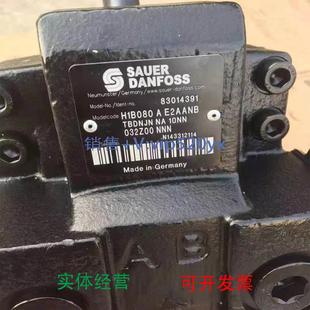 SAUER
DANFOSS
Neumünster/Germany/www.sauer-danfoss.com
Model No./Ident-no. 83014391
Modelcode H1B080 A E2AANB
TBDNJN NA 10NN
032Z00 NNN
N143312114
Made in Germany
A B
实体经营 可开发票